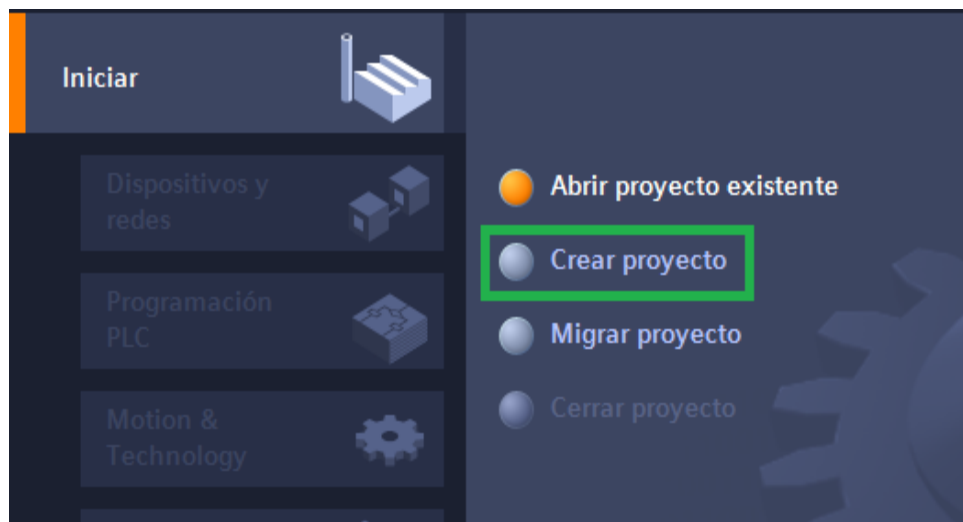 Iniciar
Dispositivos y
redes
Programación
PLC
Motion &
Technology
Abrir proyecto existente
Crear proyecto
Migrar proyecto
Cerrar proyecto